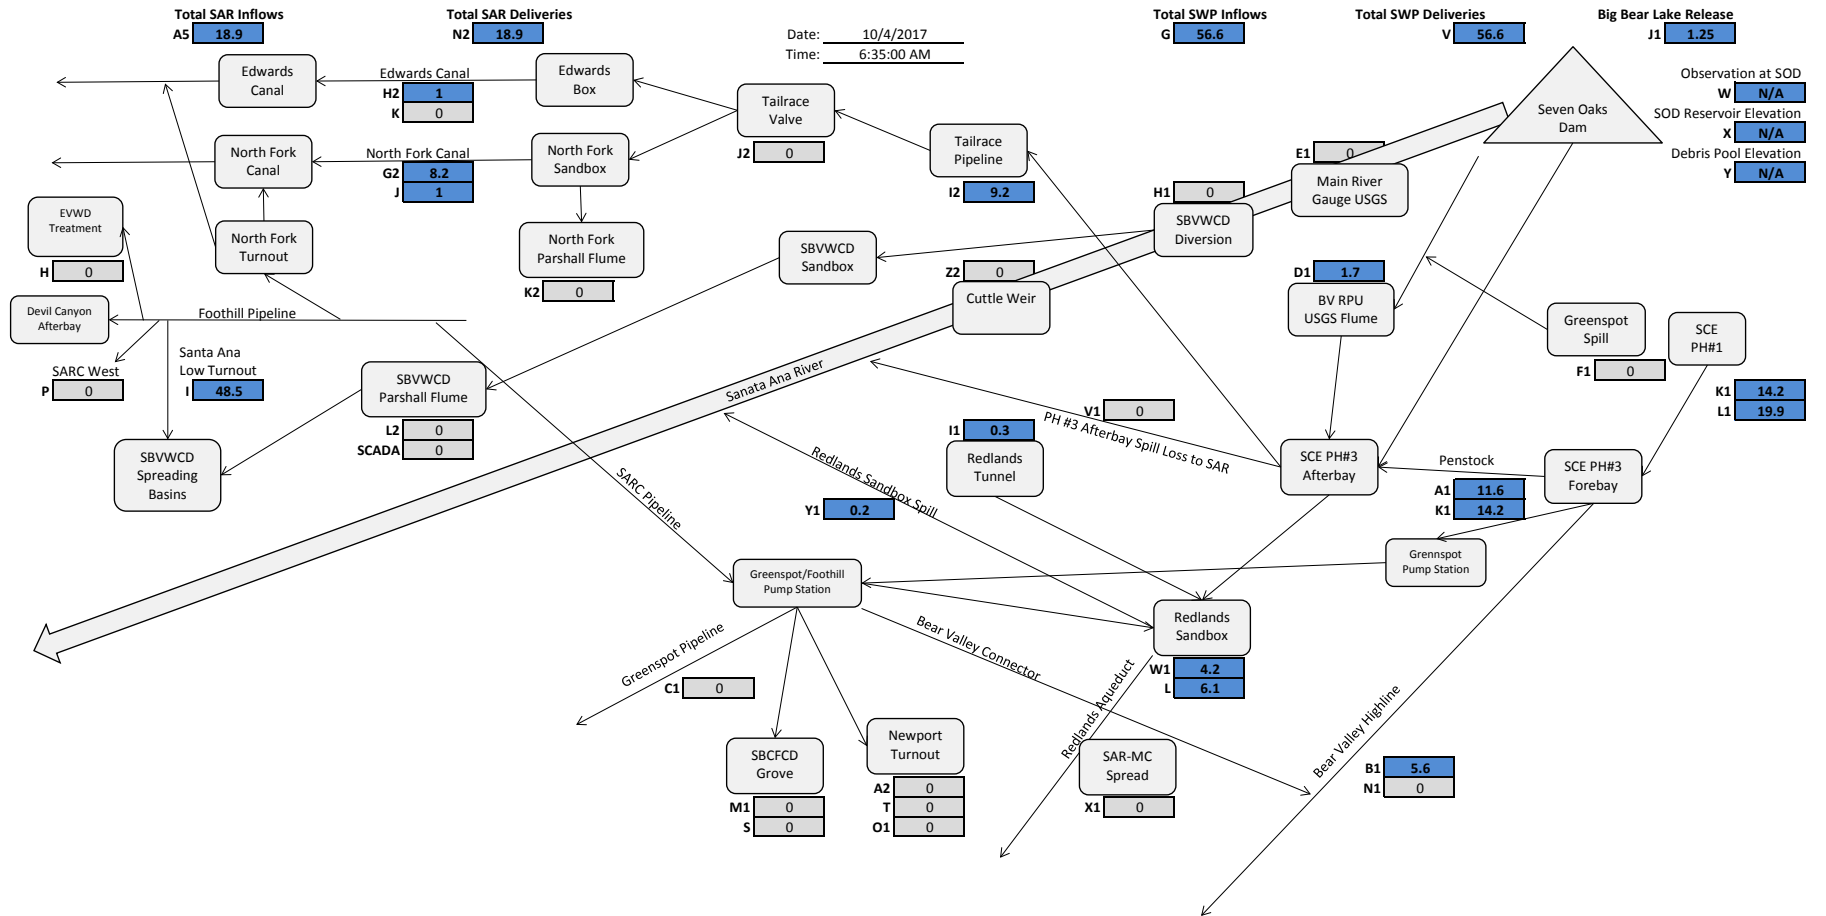 Total SAR Inflows
A5 18.9
Total SAR Deliveries
N2 18.9
Date: 10/4/2017
Time: 6:35:00 AM
Total SWP Inflows
G 56.6
Total SWP Deliveries
V 56.6
Big Bear Lake Release
J1 1.25
Observation at SOD
W N/A
SOD Reservoir Elevation
X N/A
Debris Pool Elevation
Y N/A
Seven Oaks
Dam
Edwards
Canal
Edwards Canal
H2 1
K 0
Edwards
Box
Tailrace
Valve
J2 0
Tailrace
Pipeline
I2 9.2
North Fork
Canal
North Fork Canal
G2 8.2
J 1
North Fork
Sandbox
E1 0
Main River
Gauge USGS
H1 0
SBVWCD
Diversion
EVWD
Treatment
H 0
North Fork
Turnout
North Fork
Parshall Flume
K2 0
SBVWCD
Sandbox
Z2 0
Cuttle Weir
D1 1.7
BV RPU
USGS Flume
Greenspot
Spill
F1 0
SCE
PH#1
K1 14.2
L1 19.9
Devil Canyon
Afterbay
Foothill Pipeline
SARC West
P 0
Santa Ana
Low Turnout
I 48.5
SBVWCD
Parshall Flume
L2 0
SCADA 0
Sanata Ana River
V1 0
PH #3 Afterbay Spill Loss to SAR
I1 0.3
Redlands
Tunnel
SBVWCD
Spreading
Basins
SARC Pipeline
Redlands Sandbox Spill
Y1 0.2
SCE PH#3
Afterbay
Penstock
A1 11.6
K1 14.2
SCE PH#3
Forebay
Grennspot
Pump Station
Greenspot/Foothill
Pump Station
Redlands
Sandbox
W1 4.2
L 6.1
Greenspot Pipeline
C1 0
Bear Valley Connector
Redlands Aqueduct
Bear Valley Highline
SBCFCD
Grove
M1 0
S 0
Newport
Turnout
A2 0
T 0
O1 0
SAR-MC
Spread
X1 0
B1 5.6
N1 0